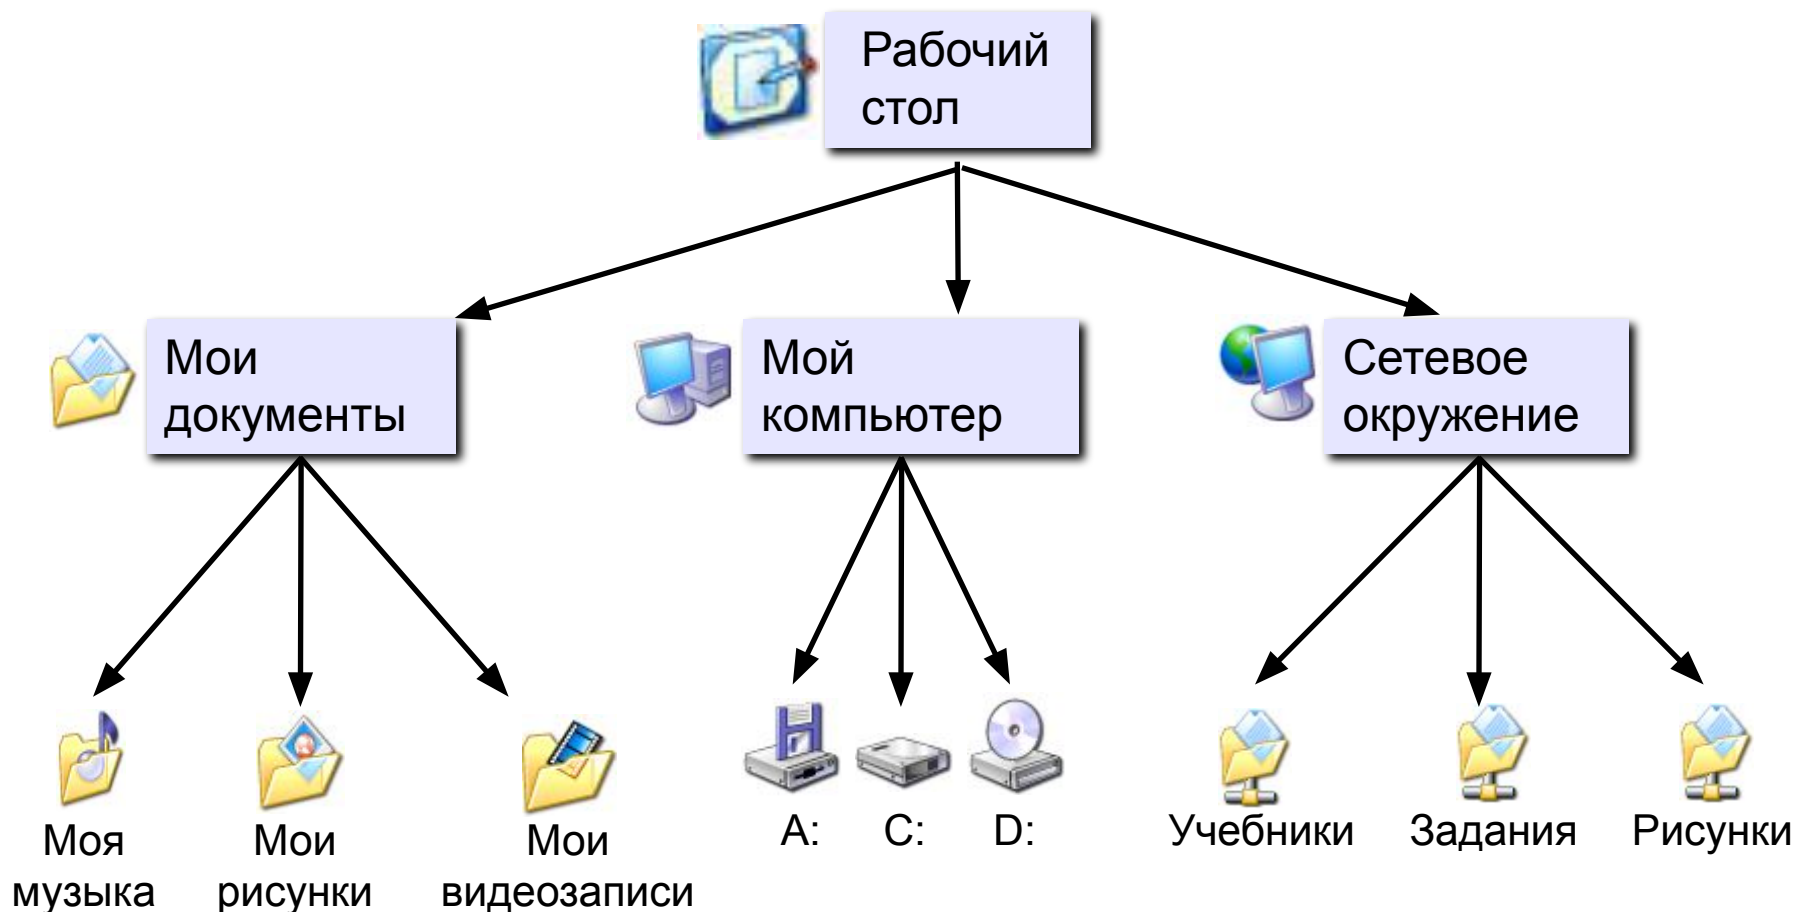 Рабочий
стол
Мои
документы
Мой
компьютер
Сетевое
окружение
Моя
музыка
Мои
рисунки
Мои
видеозаписи
A:
C:
D:
Учебники
Задания
Рисунки